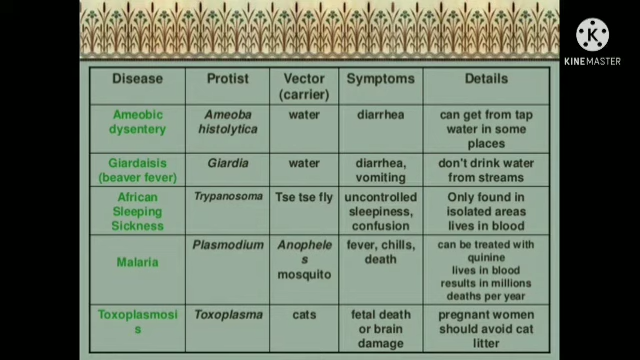 K
KINEMASTER
Disease
Protist
Vector
(carrier)
Symptoms
Details
Ameobic
dysentery
Ameoba
histolytica
water
diarrhea
can get from tap
water in some
places
Giardaisis
(beaver fever)
Giardia
water
diarrhea,
vomiting
don't drink water
from streams
African
Sleeping
Sickness
Trypanosoma
Tse tse fly
uncontrolled
sleepiness,
confusion
Only found in
isolated areas
lives in blood
Malaria
Plasmodium
Anophele
s
mosquito
fever, chills,
death
can be treated with
quinine
lives in blood
results in millions
deaths per year
Toxoplasmosi
s
Toxoplasma
cats
fetal death
or brain
damage
pregnant women
should avoid cat
litter